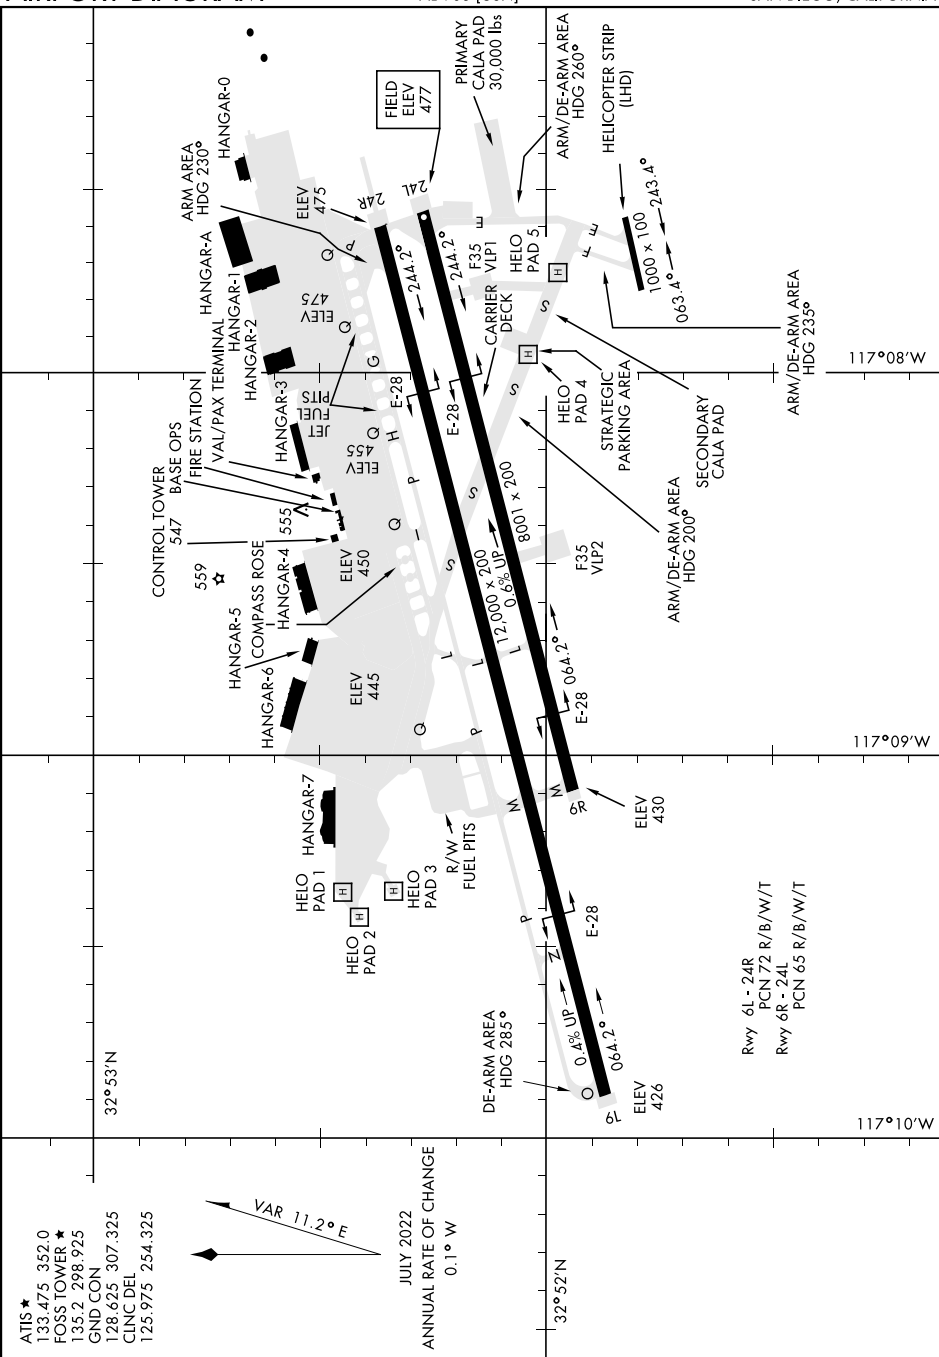 ATIS ★
133.475 352.0
FOSS TOWER ★
135.2 298.925
GND CON
128.625 307.325
CLNC DEL
125.975 254.325
VAR 11.2° E
JULY 2022
ANNUAL RATE OF CHANGE
0.1° W
32°53'N
32°52'N
117°10'W
117°09'W
117°08'W
HANGAR-0
ARM AREA
HDG 230°
HANGAR-A
HANGAR-1
HANGAR-2
VAL/PAX TERMINAL
FIRE STATION
BASE OPS
CONTROL TOWER
547
HANGAR-3
JET
FUEL
PITS
555
559
HANGAR-4
COMPASS ROSE
HANGAR-5
HANGAR-6
HANGAR-7
ELEV
475
ELEV
475
ELEV
455
ELEV
450
ELEV
445
FIELD
ELEV
477
PRIMARY
CALA PAD
30,000 lbs
ARM/DE-ARM AREA
HDG 260°
HELICOPTER STRIP
(LHD)
1000 x 100
243.4°
063.4°
24R
24L
244.2°
244.2°
F35
VLP1
HELO
PAD 5
CARRIER
DECK
E
E
F
F
S
S
S
S
H
H
HELO
PAD 4
STRATEGIC
PARKING AREA
SECONDARY
CALA PAD
ARM/DE-ARM AREA
HDG 235°
ARM/DE-ARM AREA
HDG 200°
F35
VLP2
E-28
E-28
E-28
E-28
12,000 x 200
0.6% UP
8001 x 200
064.2°
6R
ELEV
430
P
Q
Q
G
Q
H
P
Q
I
L
L
L
Q
P
W
W
P
Z
R/W
FUEL PITS
HELO
PAD 1
H
HELO
PAD 2
H
HELO
PAD 3
H
DE-ARM AREA
HDG 285°
0.4% UP
064.2°
6L
ELEV
426
Rwy 6L - 24R
PCN 72 R/B/W/T
Rwy 6R - 24L
PCN 65 R/B/W/T